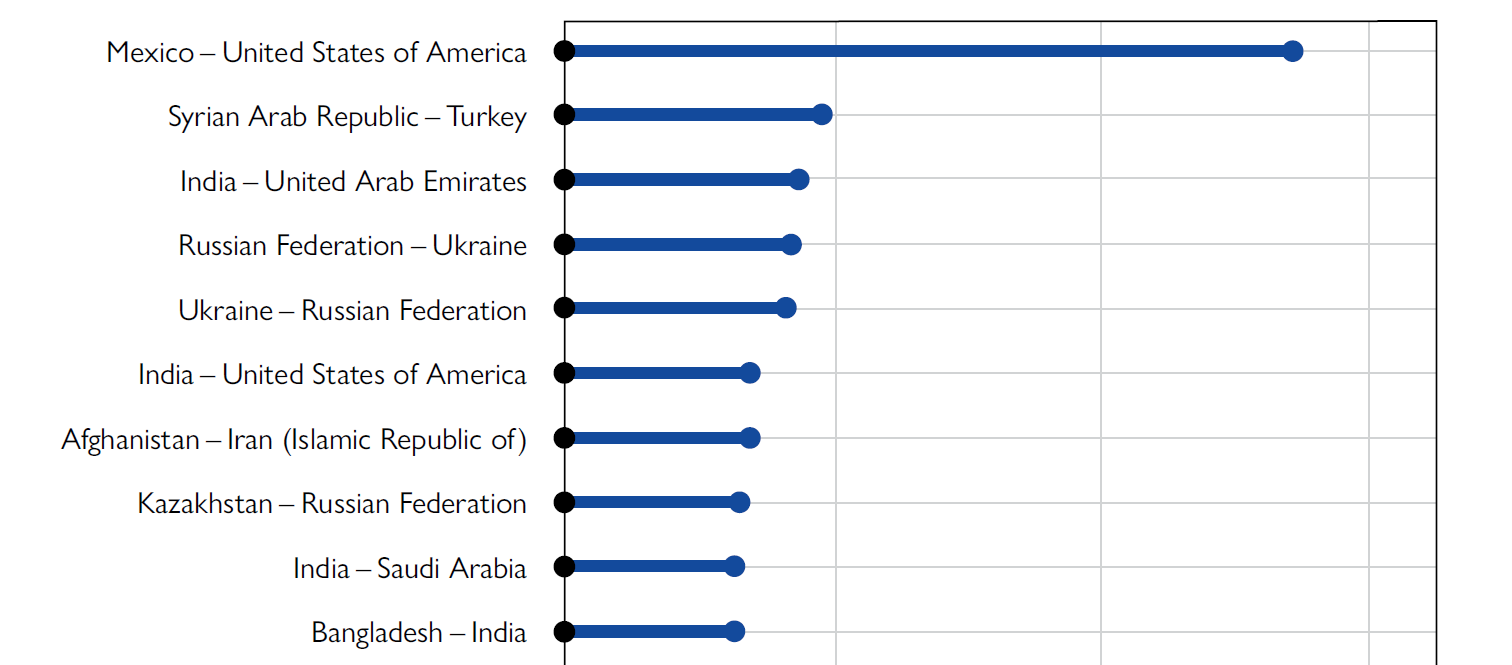 Mexico – United States of America
Syrian Arab Republic – Turkey
India – United Arab Emirates
Russian Federation – Ukraine
Ukraine – Russian Federation
India – United States of America
Afghanistan – Iran (Islamic Republic of)
Kazakhstan – Russian Federation
India – Saudi Arabia
Bangladesh – India